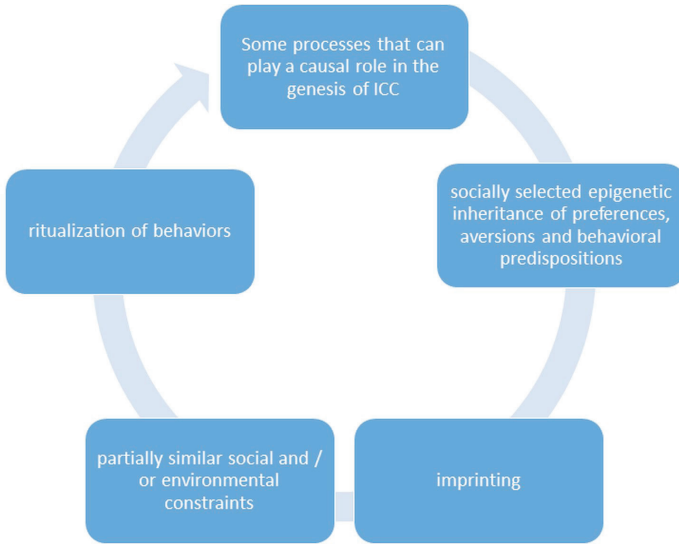 Some processes that can
play a causal role in the
genesis of ICC
socially selected epigenetic
inheritance of preferences,
aversions and behavioral
predispositions
imprinting
partially similar social and /
or environmental
constraints
ritualization of behaviors